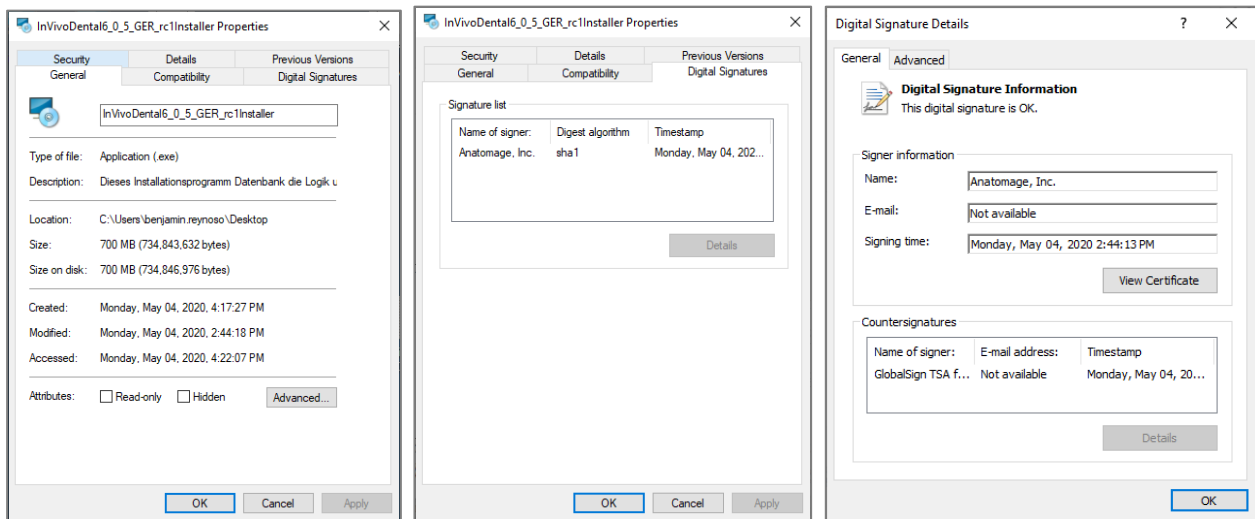 InVivoDental6_0_5_GER_rc1Installer Properties
Security Details Previous Versions
General Compatibility Digital Signatures
InVivoDental6_0_5_GER_rc1Installer
Type of file: Application (.exe)
Description: Dieses Installationsprogramm Datenbank die Logik u
Location: C:\Users\benjamin.reynoso\Desktop
Size: 700 MB (734,843,632 bytes)
Size on disk: 700 MB (734,846,976 bytes)
Created: Monday, May 04, 2020, 4:17:27 PM
Modified: Monday, May 04, 2020, 2:44:18 PM
Accessed: Monday, May 04, 2020, 4:22:07 PM
Attributes: Read-only Hidden Advanced...
OK Cancel Apply
InVivoDental6_0_5_GER_rc1Installer Properties
Security Details Previous Versions
General Compatibility Digital Signatures
Signature list
Name of signer: Digest algorithm Timestamp
Anatomage, Inc. sha1 Monday, May 04, 202...
Details
OK Cancel Apply
Digital Signature Details ?
General Advanced
Digital Signature Information
This digital signature is OK.
Signer information
Name: Anatomage, Inc.
E-mail: Not available
Signing time: Monday, May 04, 2020 2:44:13 PM
View Certificate
Countersignatures
Name of signer: E-mail address: Timestamp
GlobalSign TSA f... Not available Monday, May 04, 20...
Details
OK